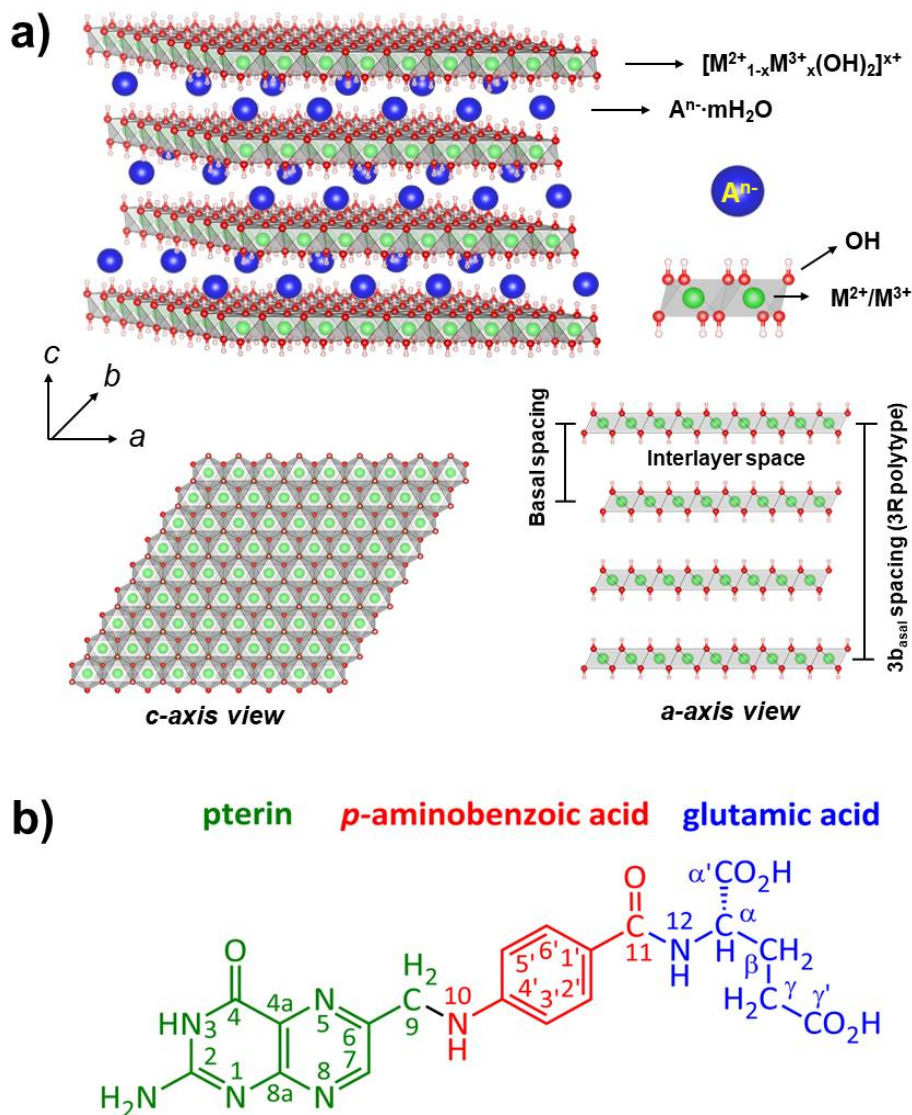 a)
[M²⁺₁₋ₓM³⁺ₓ(OH)₂]ˣ⁺
Aⁿ⁻·mH₂O
Aⁿ⁻
OH
M²⁺/M³⁺
c
b
a
Basal spacing
Interlayer space
3b_asal spacing (3R polytype)
c-axis view
a-axis view
b)
pterin p-aminobenzoic acid glutamic acid
O
HN
3
4
4a
N
5
2
1
N
H₂N
8a
8
N
7
6
H₂
C
9
10
N
H
5'
6'
1'
4'
3'
2'
O
C
11
12
N
H
α'
CO₂H
C
α
H
β
CH₂
H₂C
γ
γ'
CO₂H